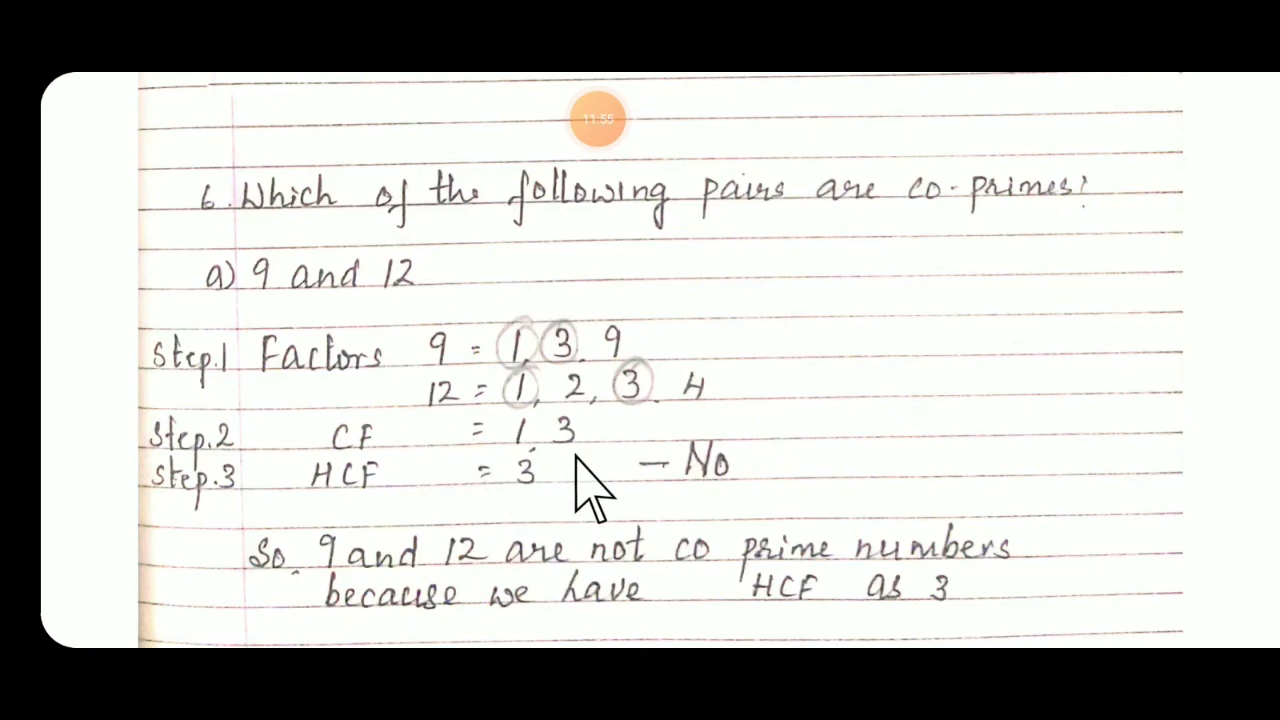 11:55
6. Which of the following pairs are co-primes?
a) 9 and 12
Step.1 Factors 9 = 1, 3, 9
12 = 1, 2, 3, 4
Step.2 CF = 1, 3
Step.3 HCF = 3 – No
So, 9 and 12 are not co prime numbers
because we have HCF as 3